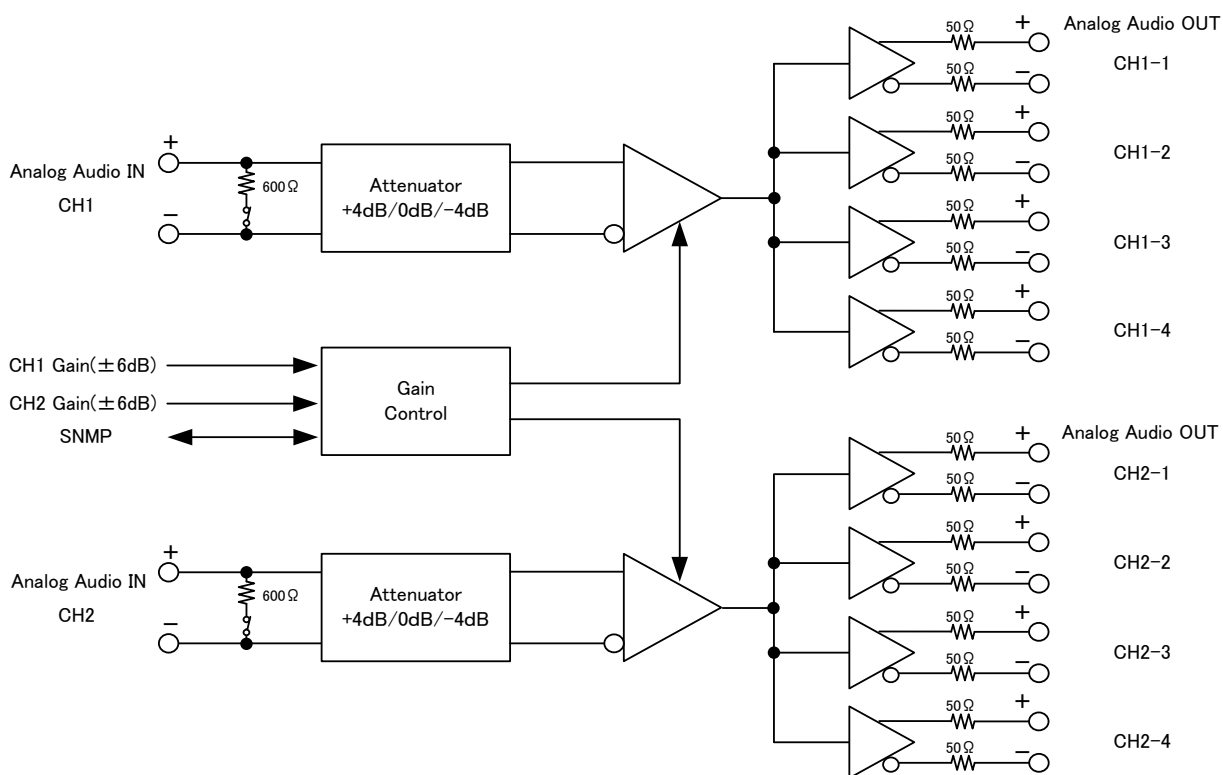 Analog Audio OUT
50Ω
+
CH1-1
50Ω
−
50Ω
+
CH1-2
50Ω
−
Analog Audio IN
CH1
+
−
600Ω
Attenuator
+4dB/0dB/-4dB
50Ω
+
CH1-3
50Ω
−
50Ω
+
CH1-4
50Ω
−
CH1 Gain(±6dB)
CH2 Gain(±6dB)
SNMP
Gain
Control
Analog Audio OUT
50Ω
+
CH2-1
50Ω
−
50Ω
+
CH2-2
50Ω
−
Analog Audio IN
CH2
+
−
600Ω
Attenuator
+4dB/0dB/-4dB
50Ω
+
CH2-3
50Ω
−
50Ω
+
CH2-4
50Ω
−